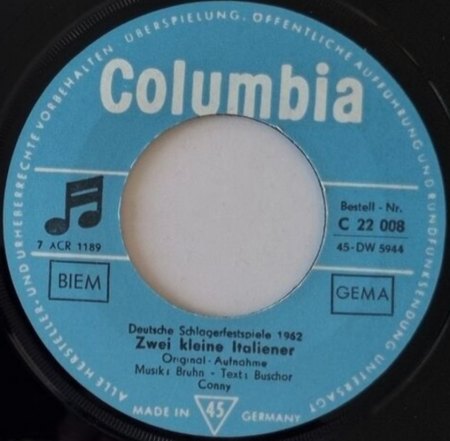 ALLE HERSTELLER- UND URHEBERRECHTE VORBEHALTEN ÜBERSPIELUNG, ÖFFENTLICHE AUFFÜHRUNG UND RUNDFUNKSENDUNG UNTERSAGT
Columbia
7 ACR 1189
Bestell - Nr.
C 22 008
45-DW 5944
BIEM
GEMA
Deutsche Schlagerfestspiele 1962
Zwei kleine Italiener
Original-Aufnahme
Musik: Bruhn - Text: Buschor
Conny
MADE IN 45 GERMANY